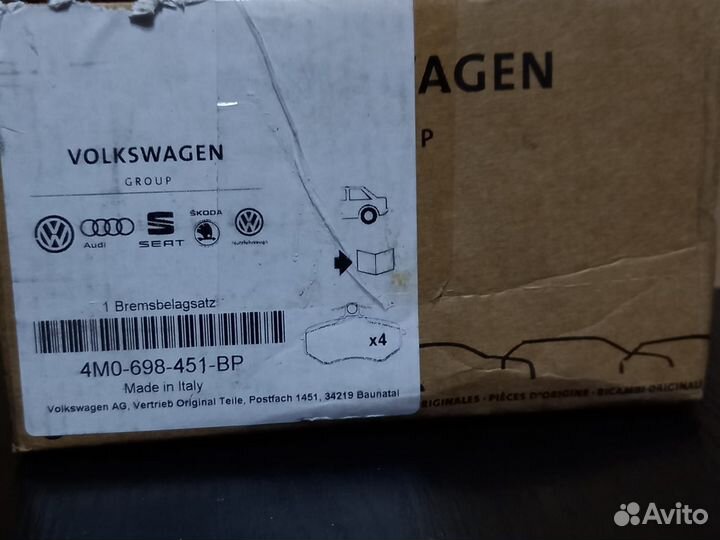 VOLKSWAGEN
GROUP
Audi
SEAT
ŠKODA
1 Bremsbelagsatz
x4
4M0-698-451-BP
Made in Italy
Volkswagen AG, Vertrieb Original Teile, Postfach 1451, 34219 Baunatal
WAGEN
P
RIGINALES - PIÈCES D'ORIGINE - RICAMBI ORIGINALI
Avito